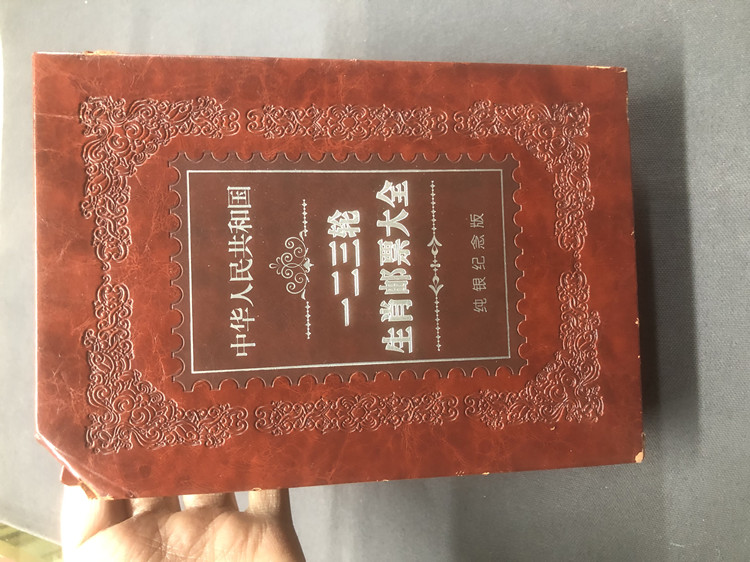 中华人民共和国
一二三轮
生肖邮票大全
纯银纪念版